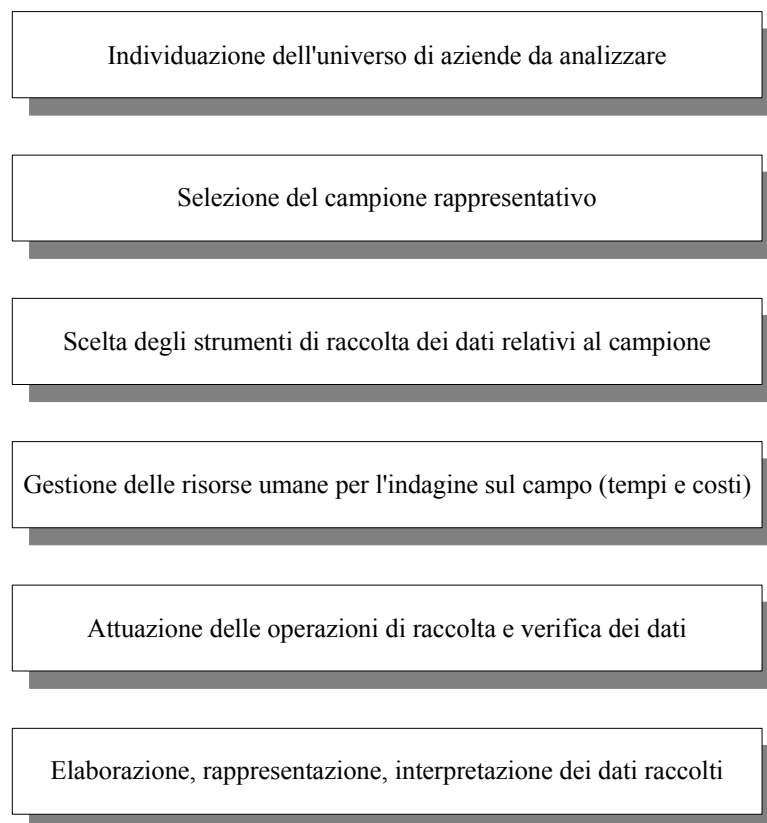 Individuazione dell'universo di aziende da analizzare
Selezione del campione rappresentativo
Scelta degli strumenti di raccolta dei dati relativi al campione
Gestione delle risorse umane per l'indagine sul campo (tempi e costi)
Attuazione delle operazioni di raccolta e verifica dei dati
Elaborazione, rappresentazione, interpretazione dei dati raccolti